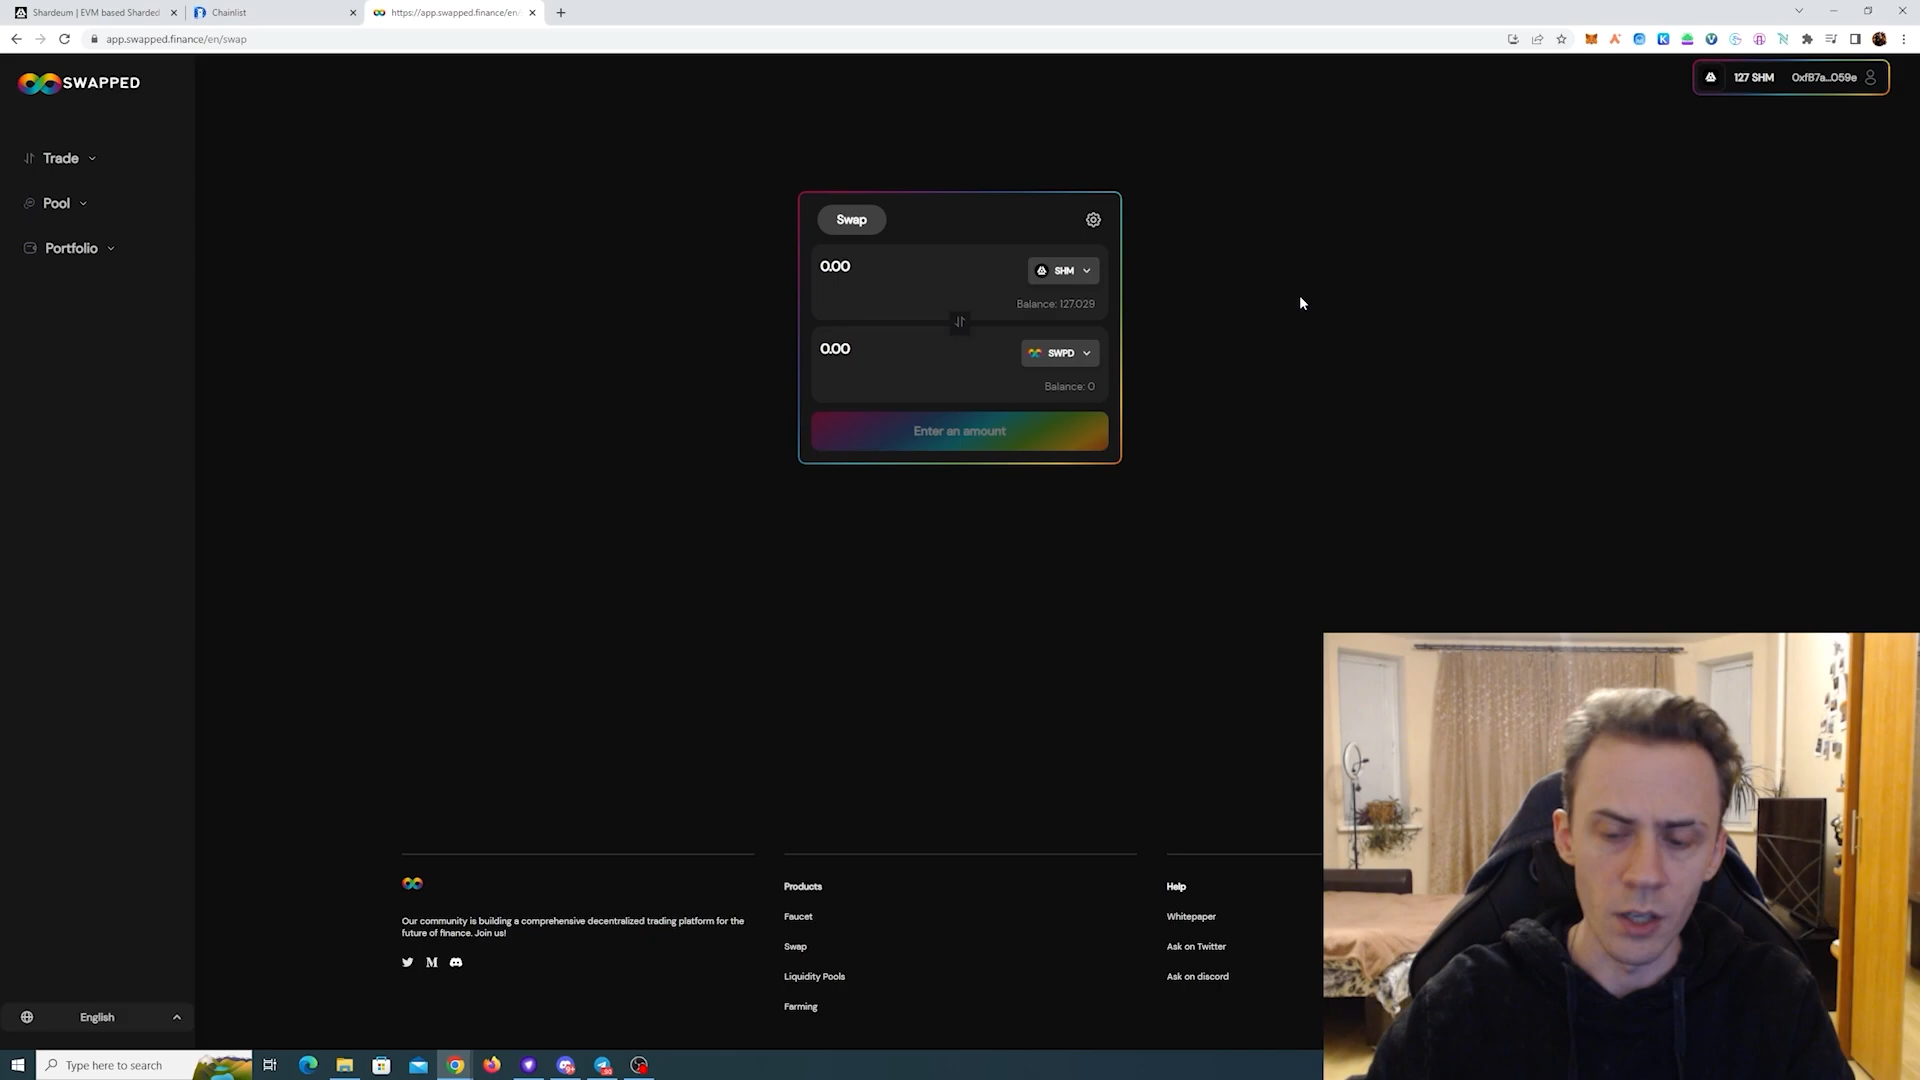 Shardeum | EVM based Sharded
Chainlist
https://app.swapped.finance/en/
app.swapped.finance/en/swap
SWAPPED
127 SHM
0xfB7a...059e
Trade
Pool
Portfolio
Swap
0.00
SHM
Balance: 127.029
0.00
SWPD
Balance: 0
Enter an amount
Our community is building a comprehensive decentralized trading platform for the
future of finance. Join us!
Products
Faucet
Swap
Liquidity Pools
Farming
Help
Whitepaper
Ask on Twitter
Ask on discord
English
Type here to search